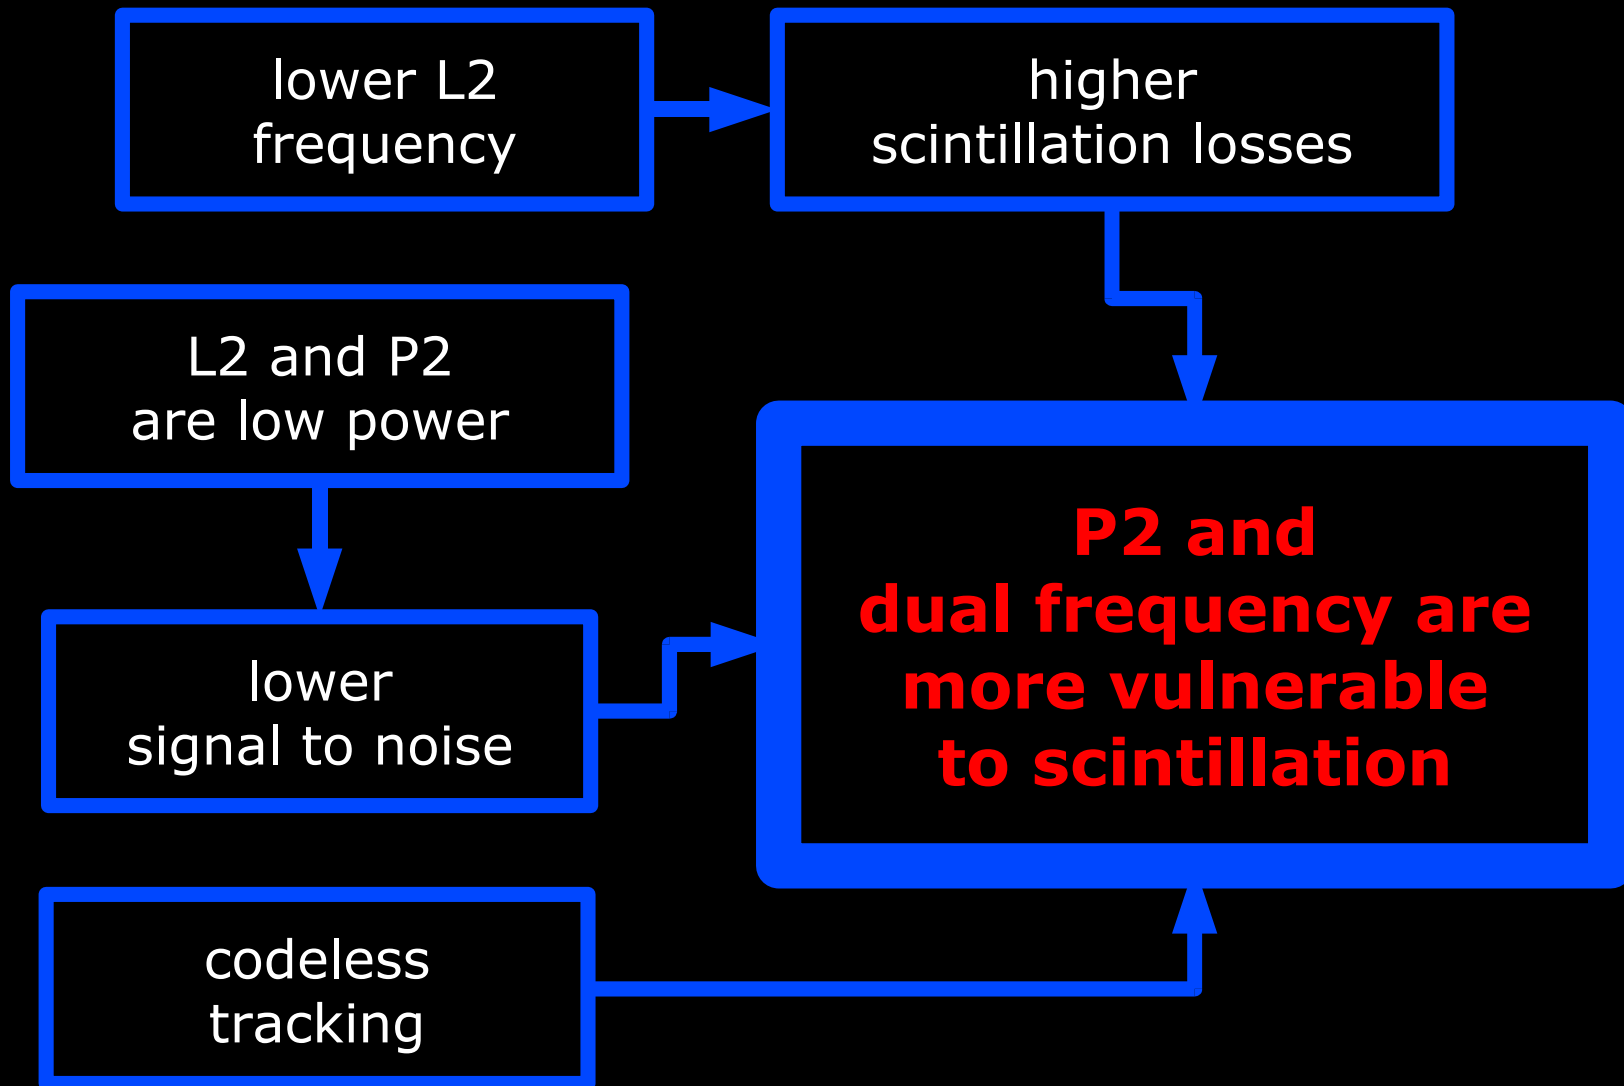 lower L2
frequency
higher
scintillation losses
L2 and P2
are low power
P2 and
dual frequency are
more vulnerable
to scintillation
lower
signal to noise
codeless
tracking